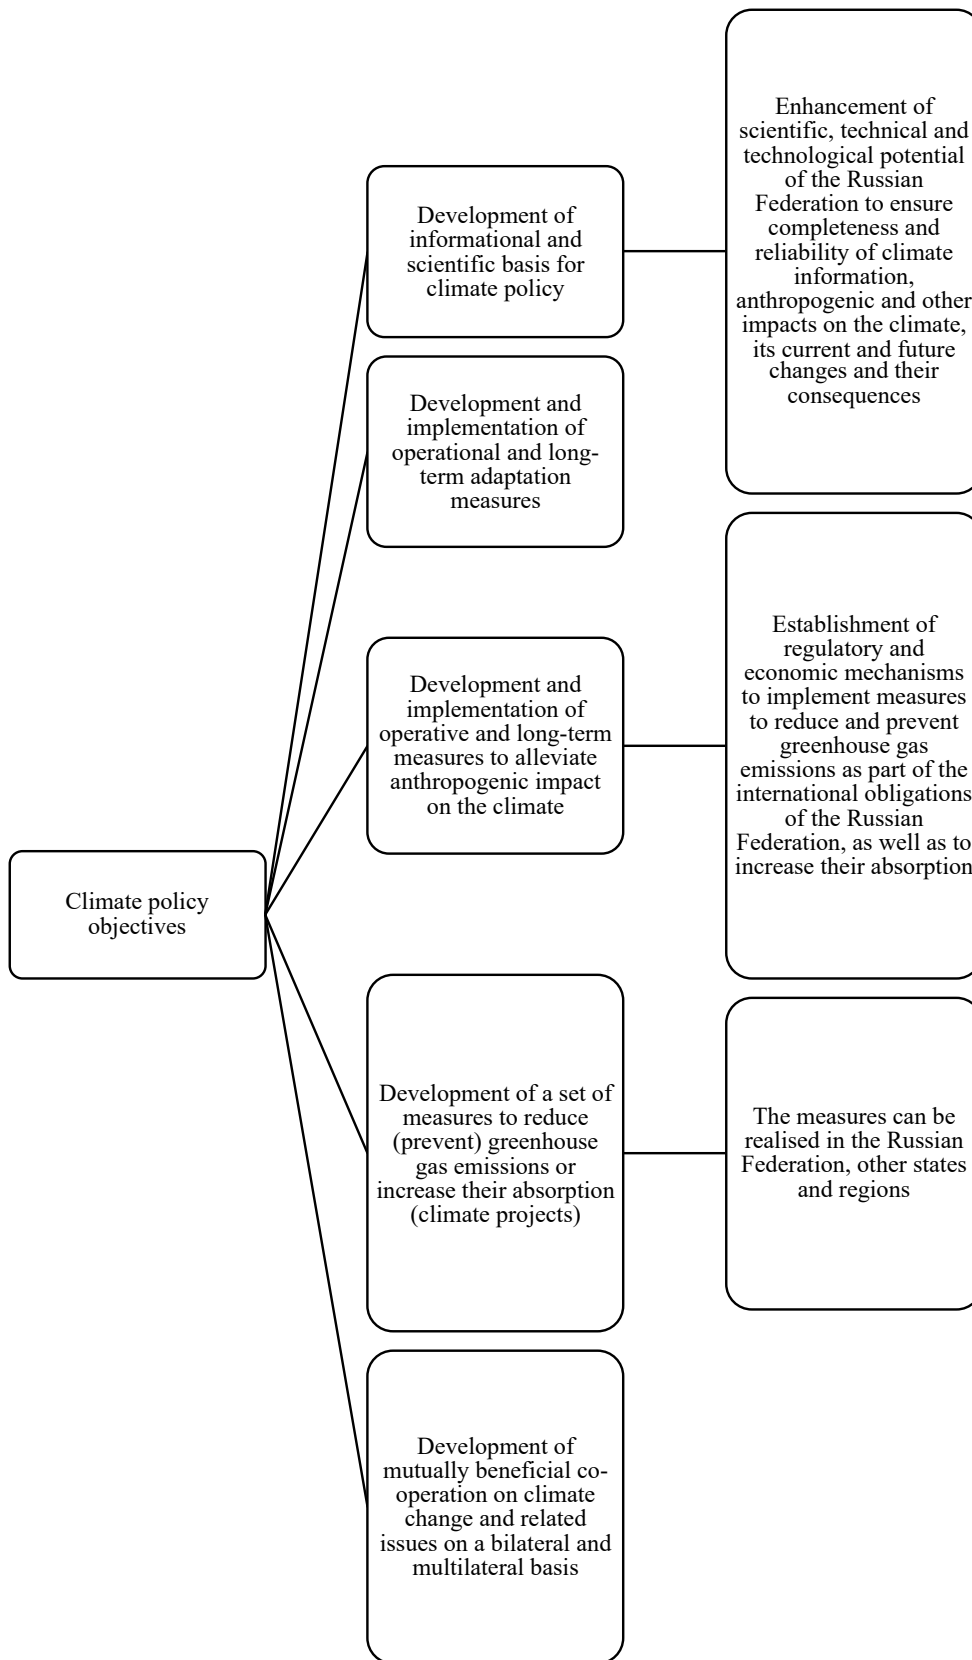 Climate policy
objectives
Development of
informational and
scientific basis for
climate policy
Enhancement of
scientific, technical and
technological potential
of the Russian
Federation to ensure
completeness and
reliability of climate
information,
anthropogenic and other
impacts on the climate,
its current and future
changes and their
consequences
Development and
implementation of
operational and long-
term adaptation
measures
Development and
implementation of
operative and long-term
measures to alleviate
anthropogenic impact
on the climate
Establishment of
regulatory and
economic mechanisms
to implement measures
to reduce and prevent
greenhouse gas
emissions as part of the
international obligations
of the Russian
Federation, as well as to
increase their absorption
Development of a set of
measures to reduce
(prevent) greenhouse
gas emissions or
increase their absorption
(climate projects)
The measures can be
realised in the Russian
Federation, other states
and regions
Development of
mutually beneficial co-
operation on climate
change and related
issues on a bilateral and
multilateral basis